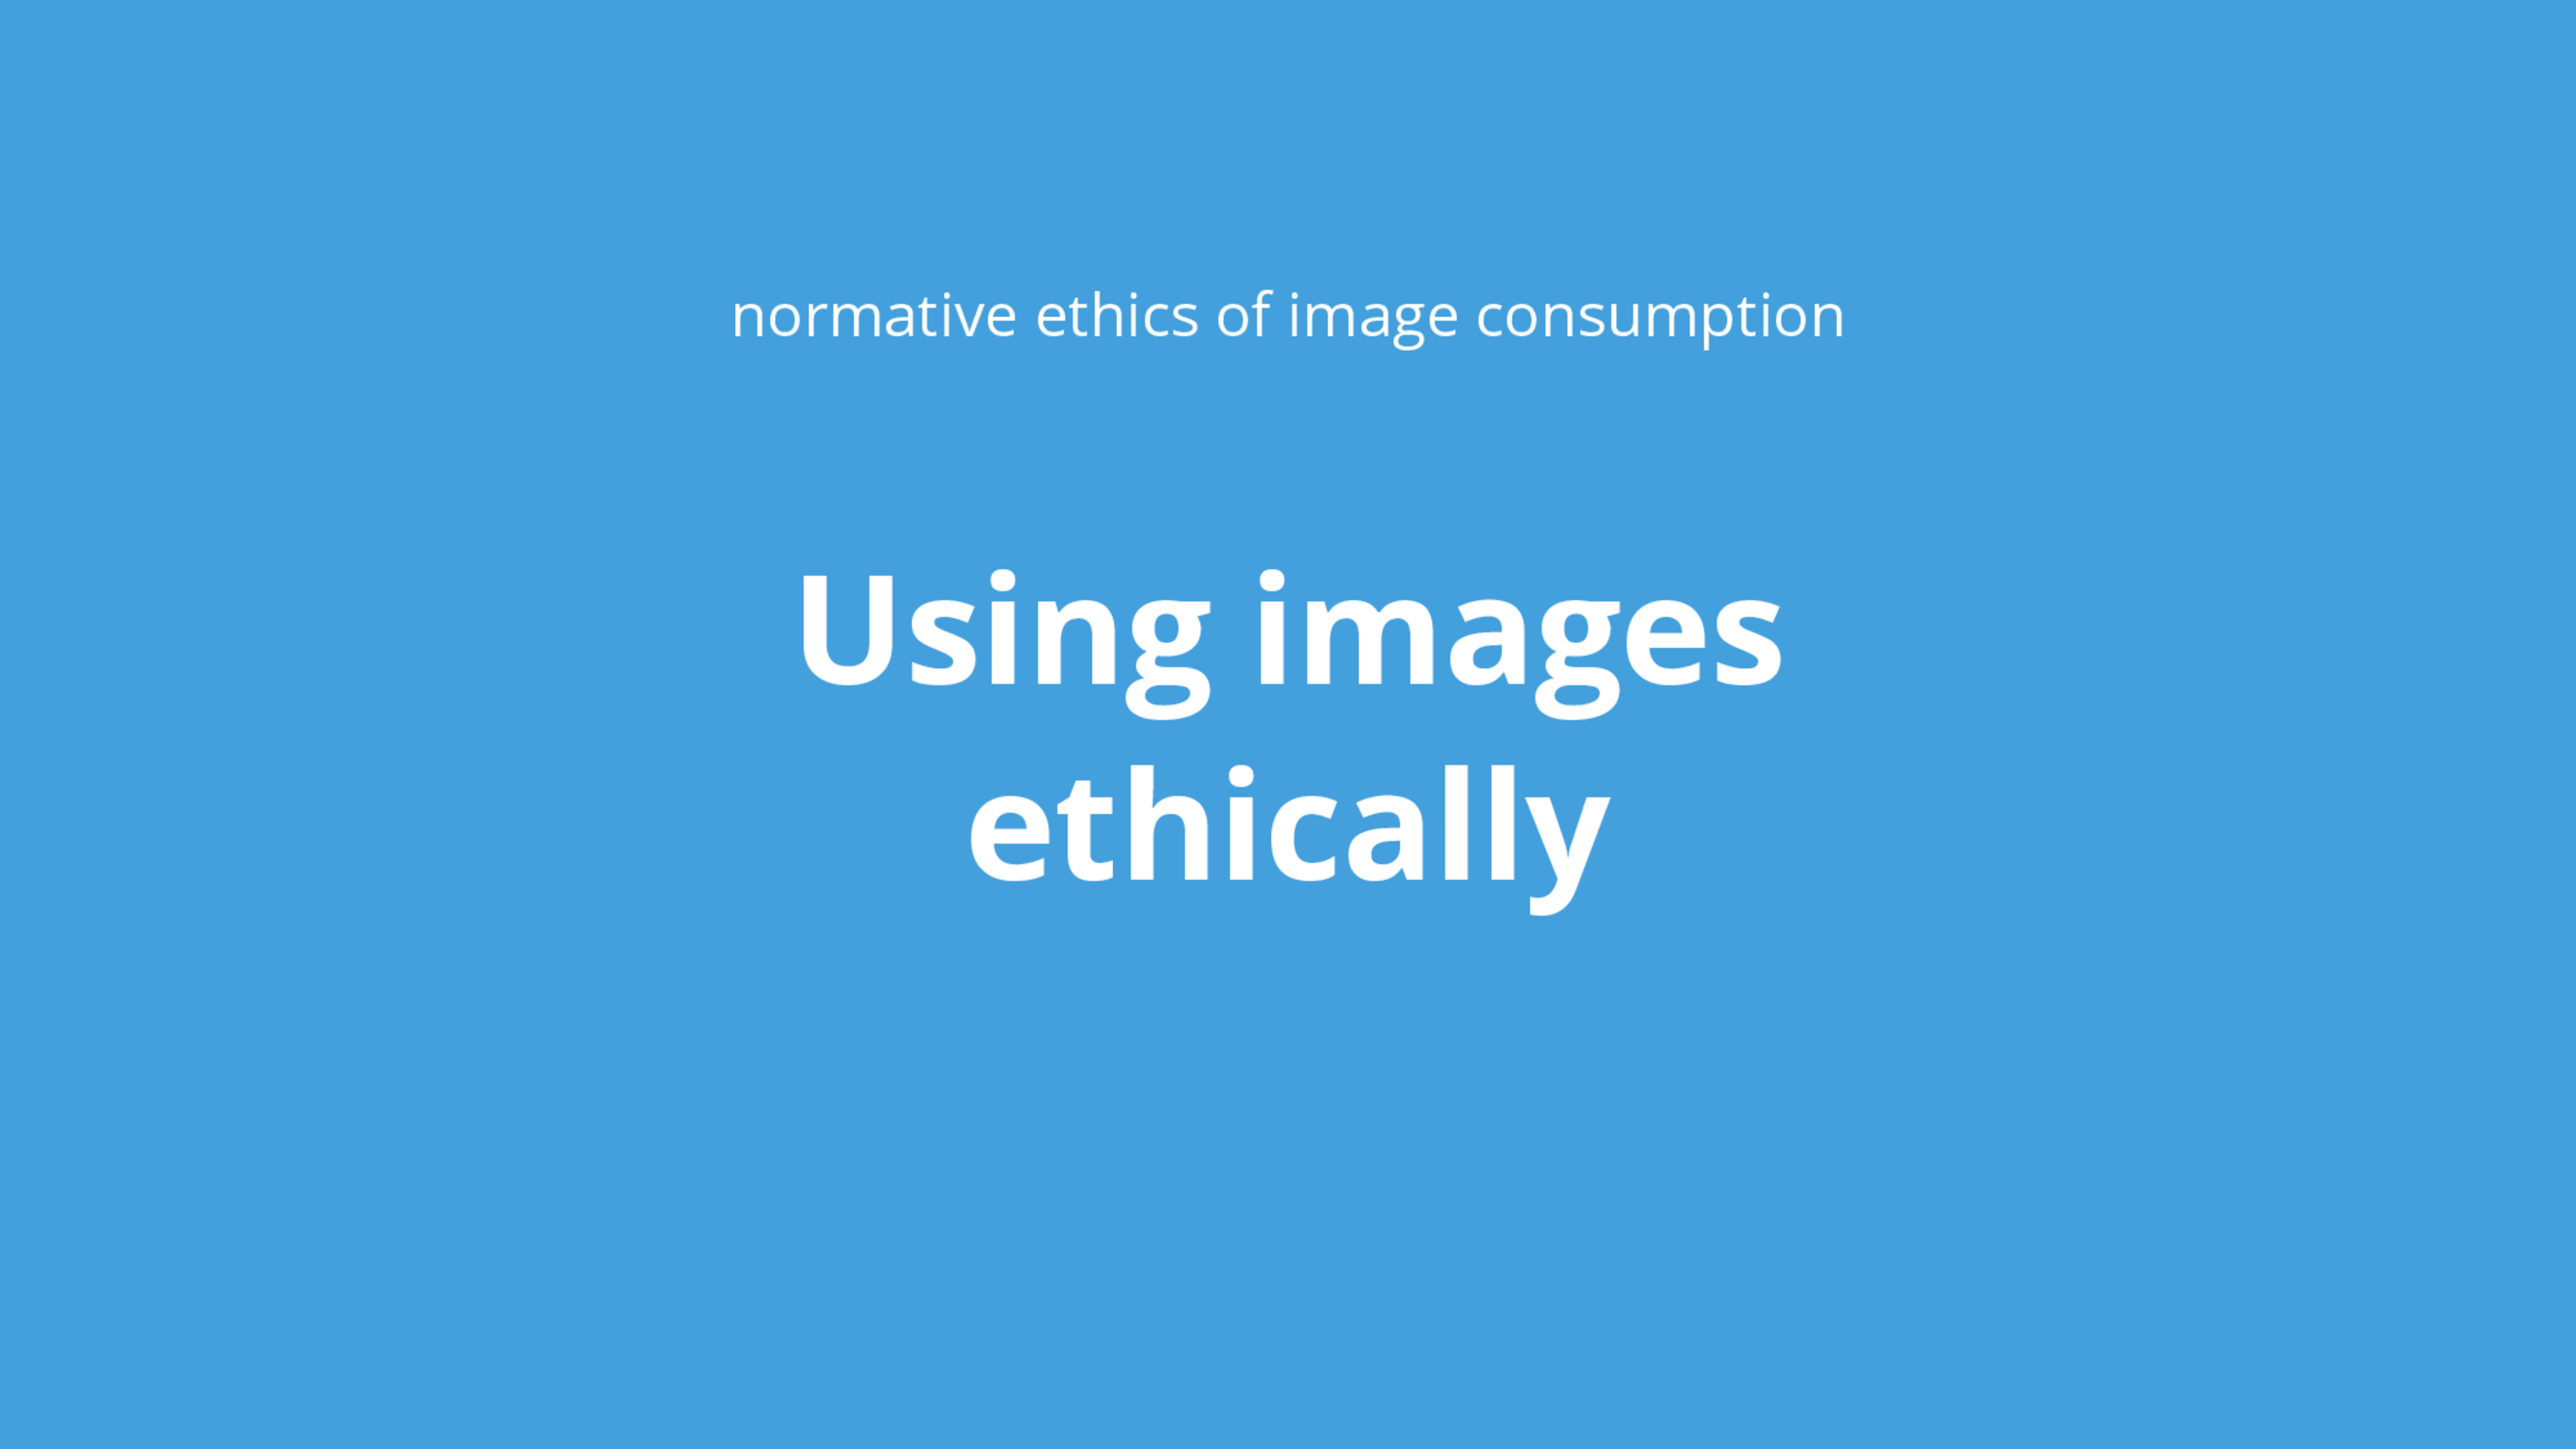 normative ethics of image consumption
Using images
ethically